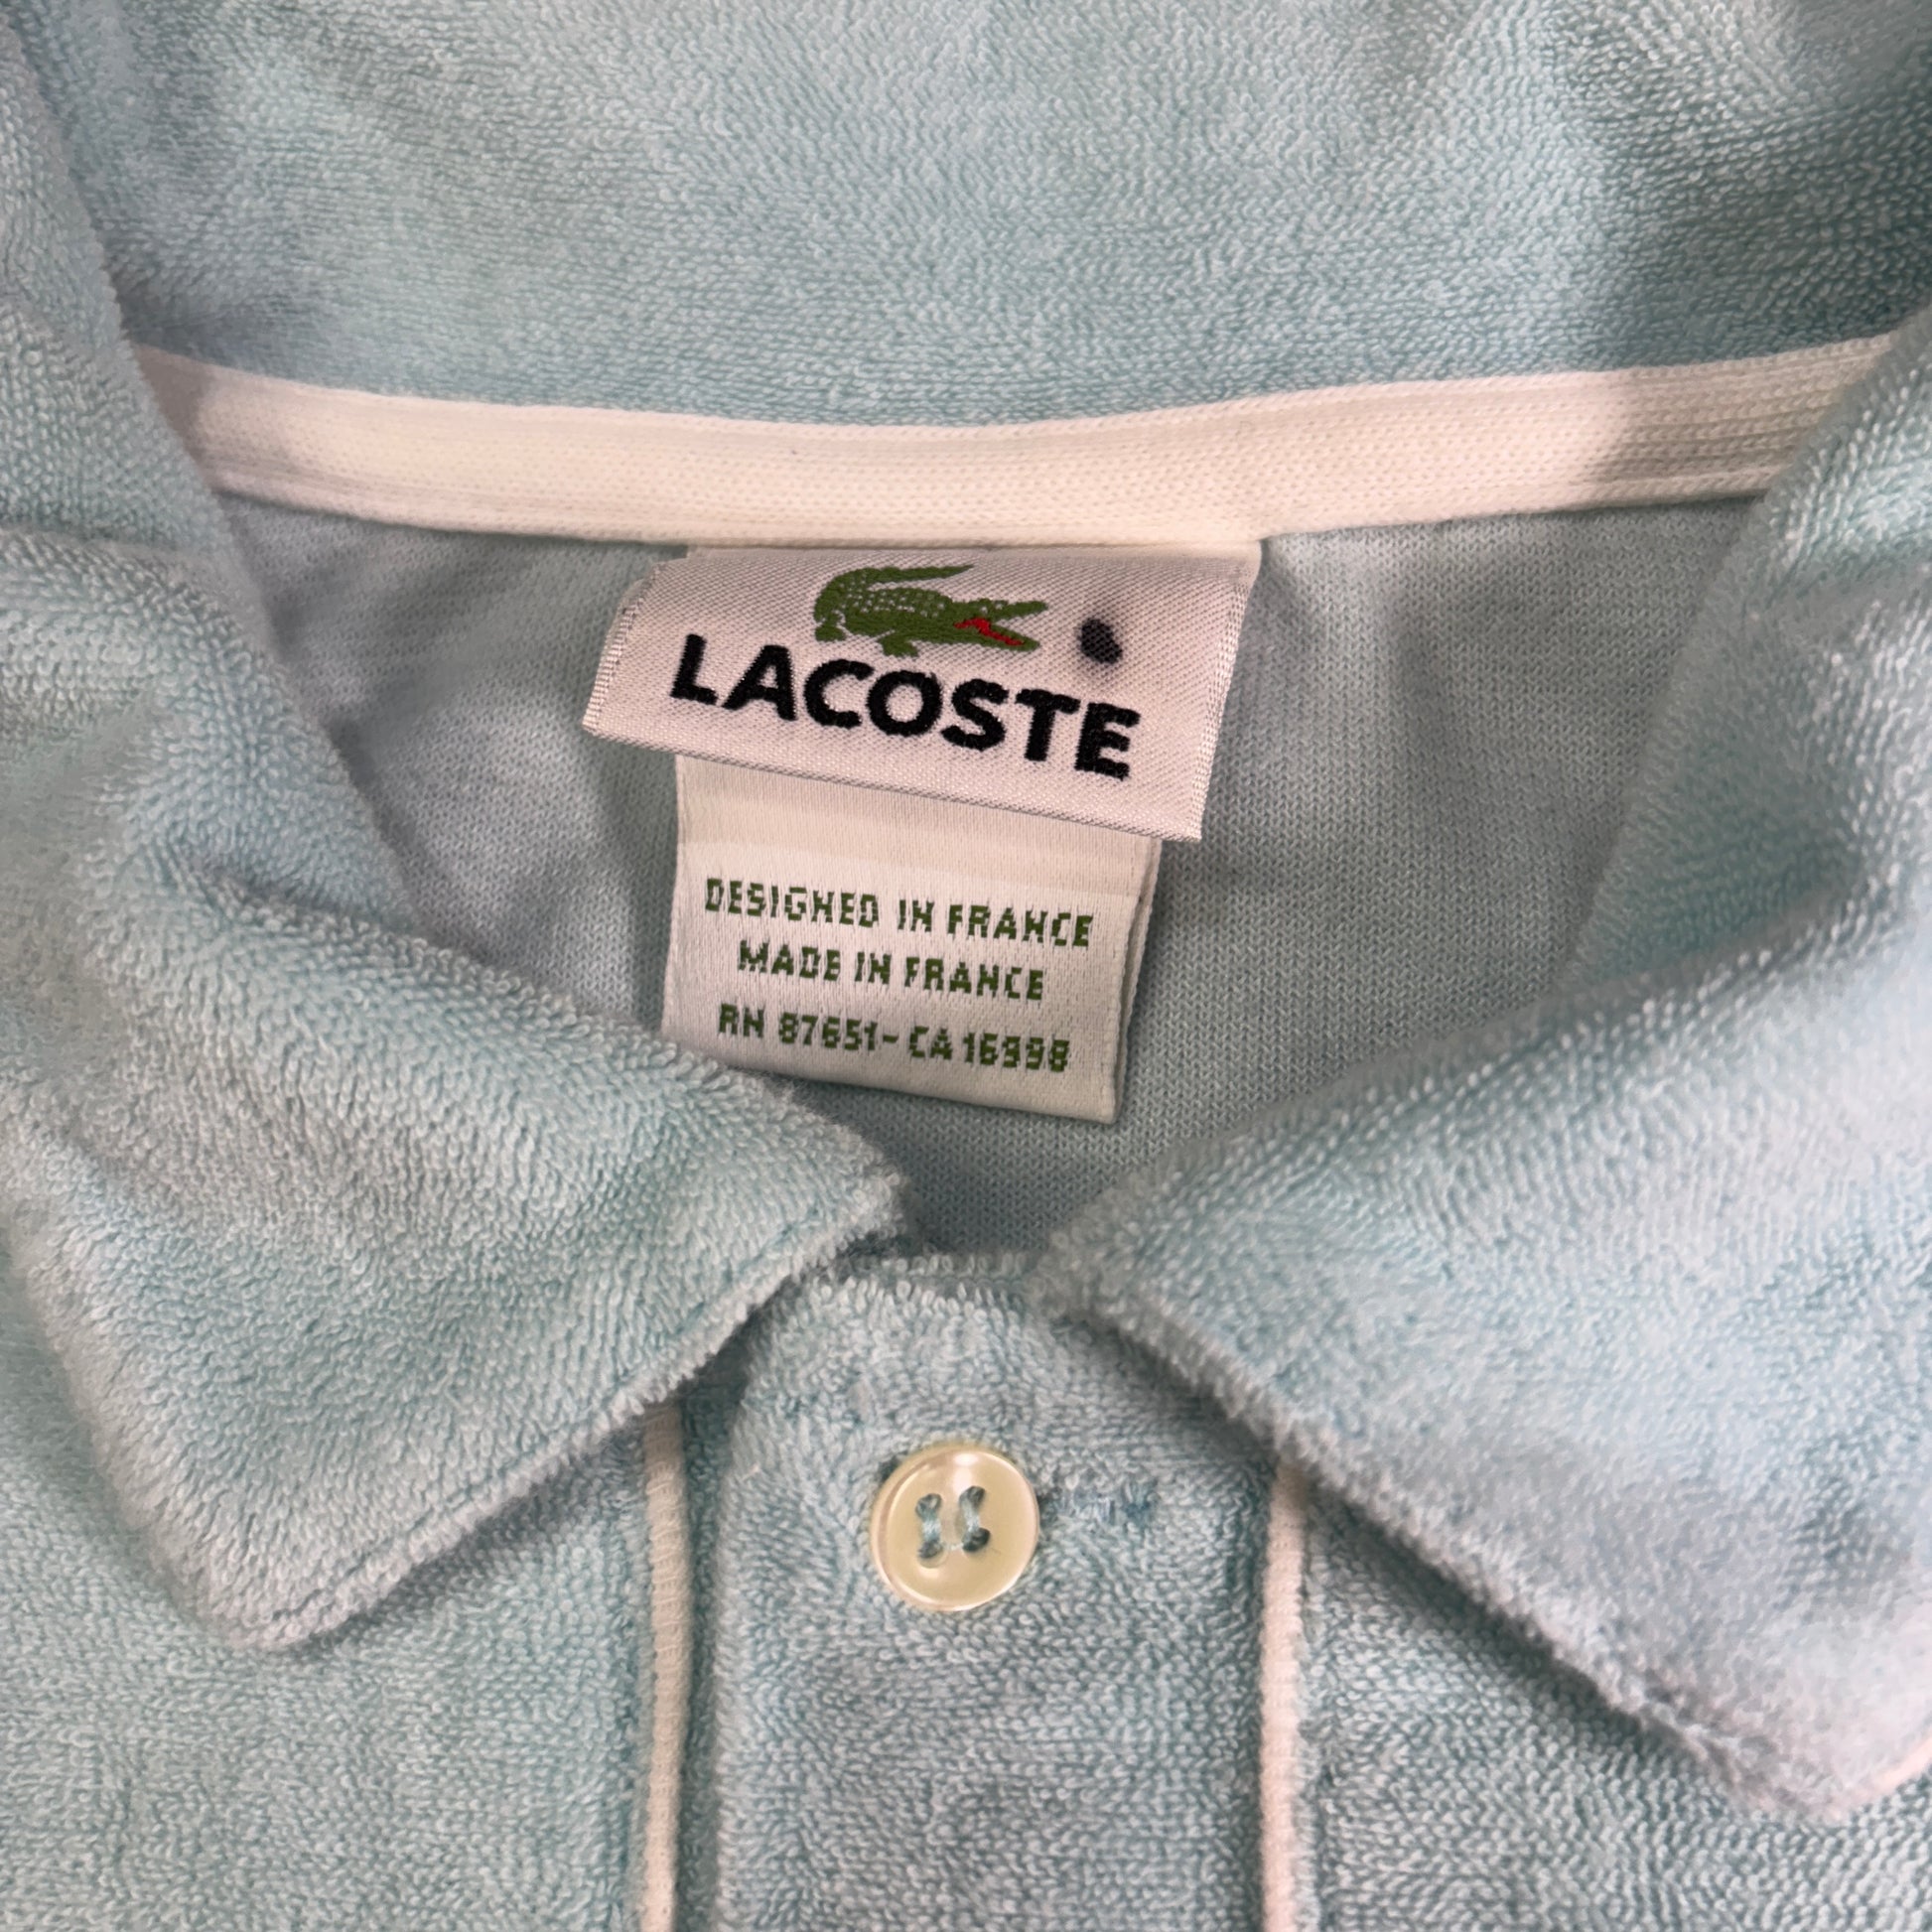 LACOSTE
DESIGNED IN FRANCE
MADE IN FRANCE
RN 87651- CA 16998